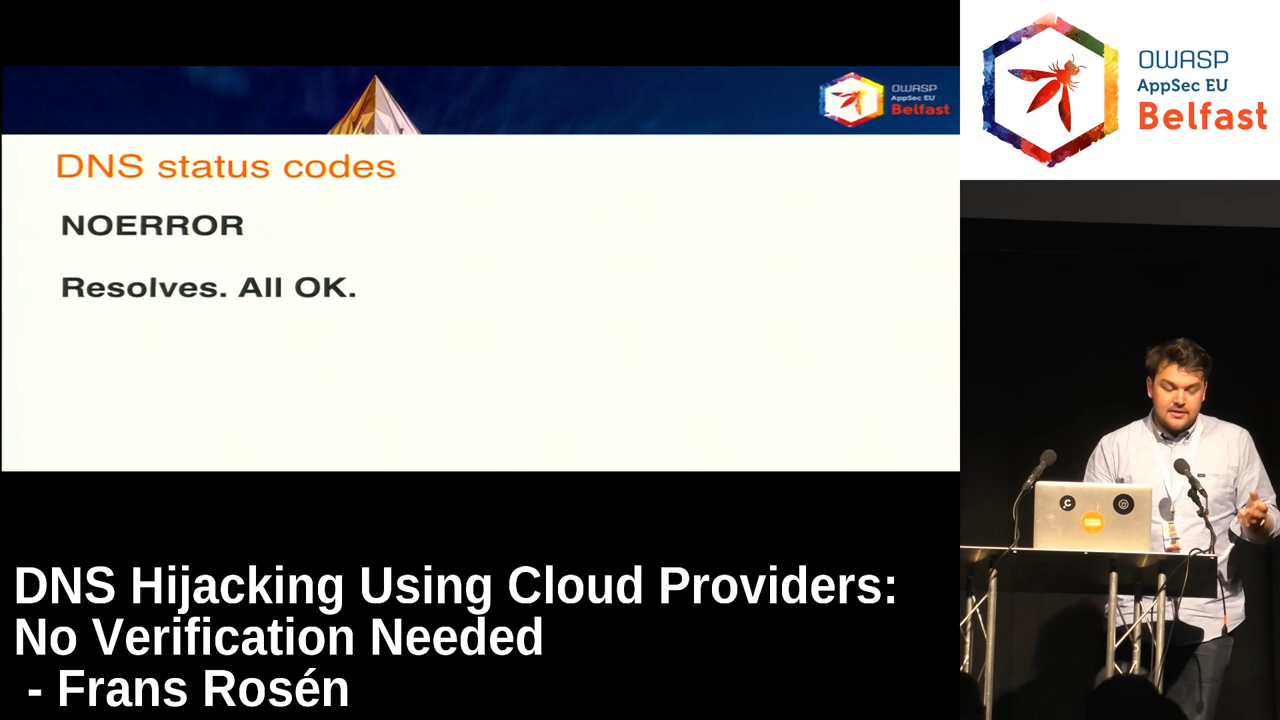 OWASP
AppSec EU
Belfast
DNS status codes
NOERROR
Resolves. All OK.
OWASP
AppSec EU
Belfast
DNS Hijacking Using Cloud Providers:
No Verification Needed
- Frans Rosén